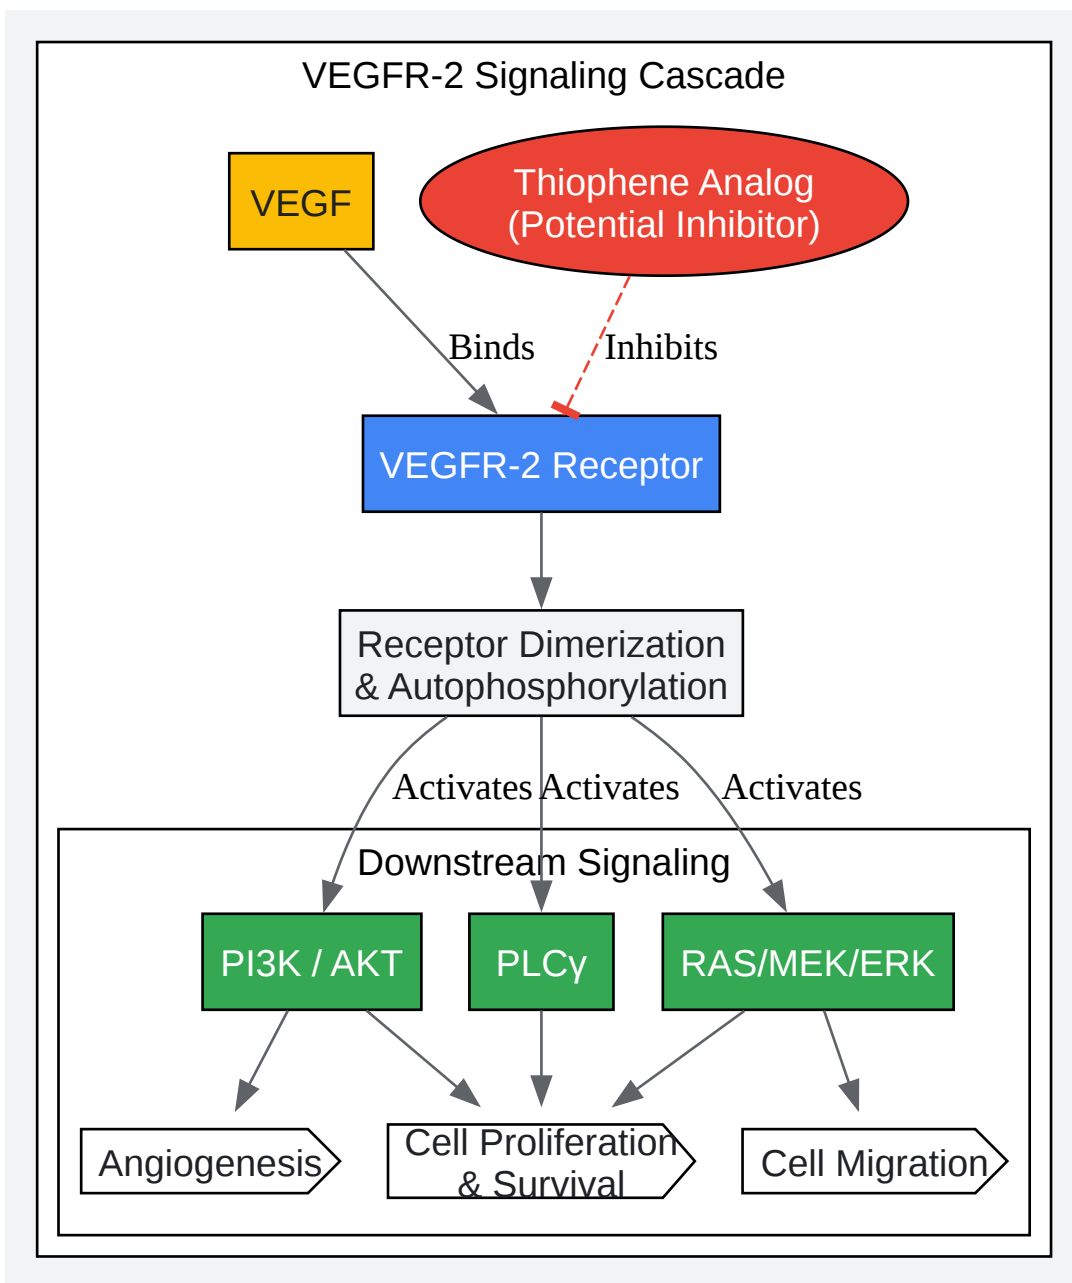 VEGFR-2 Signaling Cascade
VEGF
Thiophene Analog
(Potential Inhibitor)
Binds
Inhibits
VEGFR-2 Receptor
Receptor Dimerization
& Autophosphorylation
Activates
Activates
Activates
Downstream Signaling
PI3K / AKT
PLCγ
RAS/MEK/ERK
Angiogenesis
Cell Proliferation
& Survival
Cell Migration